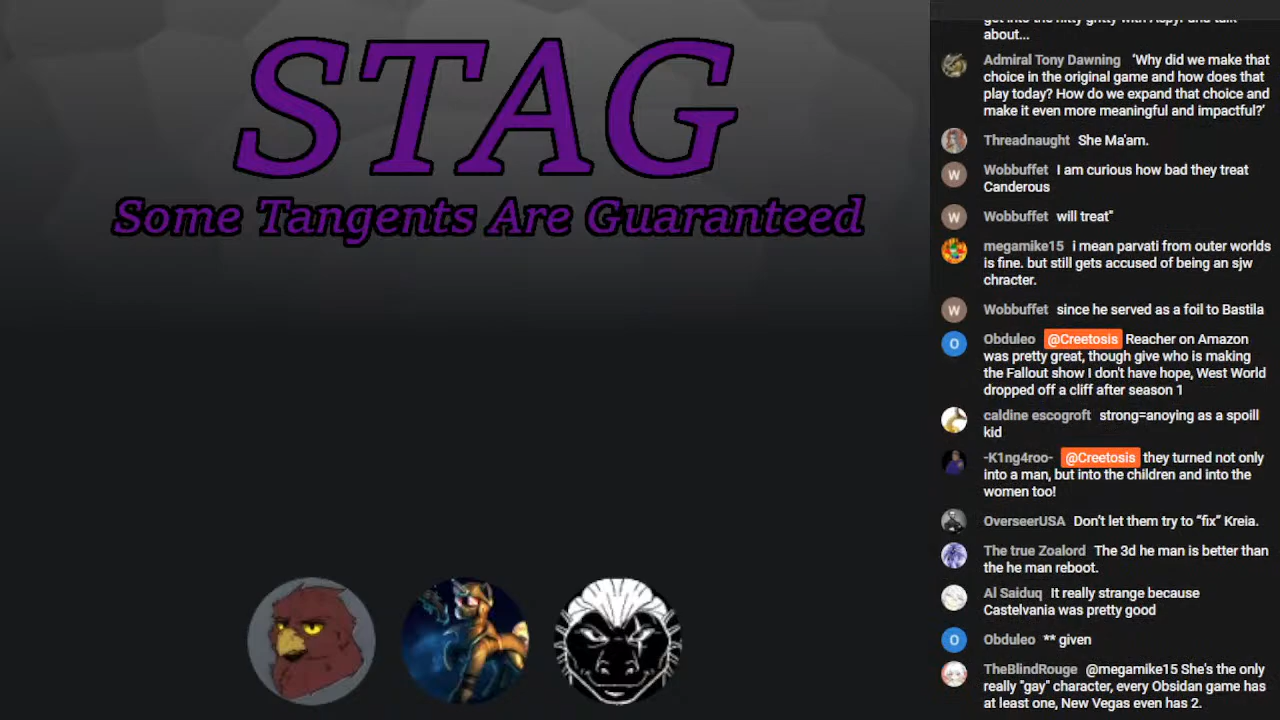 STAG
Some Tangents Are Guaranteed
about...
Admiral Tony Dawning 'Why did we make that
choice in the original game and how does that
play today? How do we expand that choice and
make it even more meaningful and impactful?'
Threadnaught She Ma'am.
W
Wobbuffet I am curious how bad they treat
Canderous
W
Wobbuffet will treat"
megamike15 i mean parvati from outer worlds
is fine. but still gets accused of being an sjw
chracter.
W
Wobbuffet since he served as a foil to Bastila
O
Obduleo @Creetosis Reacher on Amazon
was pretty great, though give who is making
the Fallout show I don't have hope, West World
dropped off a cliff after season 1
caldine escogroft strong=anoying as a spoill
kid
-K1ng4roo- @Creetosis they turned not only
into a man, but into the children and into the
women too!
OverseerUSA Don't let them try to “fix” Kreia.
The true Zoalord The 3d he man is better than
the he man reboot.
Al Saiduq It really strange because
Castelvania was pretty good
O
Obduleo ** given
TheBlindRouge @megamike15 She's the only
really "gay" character, every Obsidan game has
at least one, New Vegas even has 2.